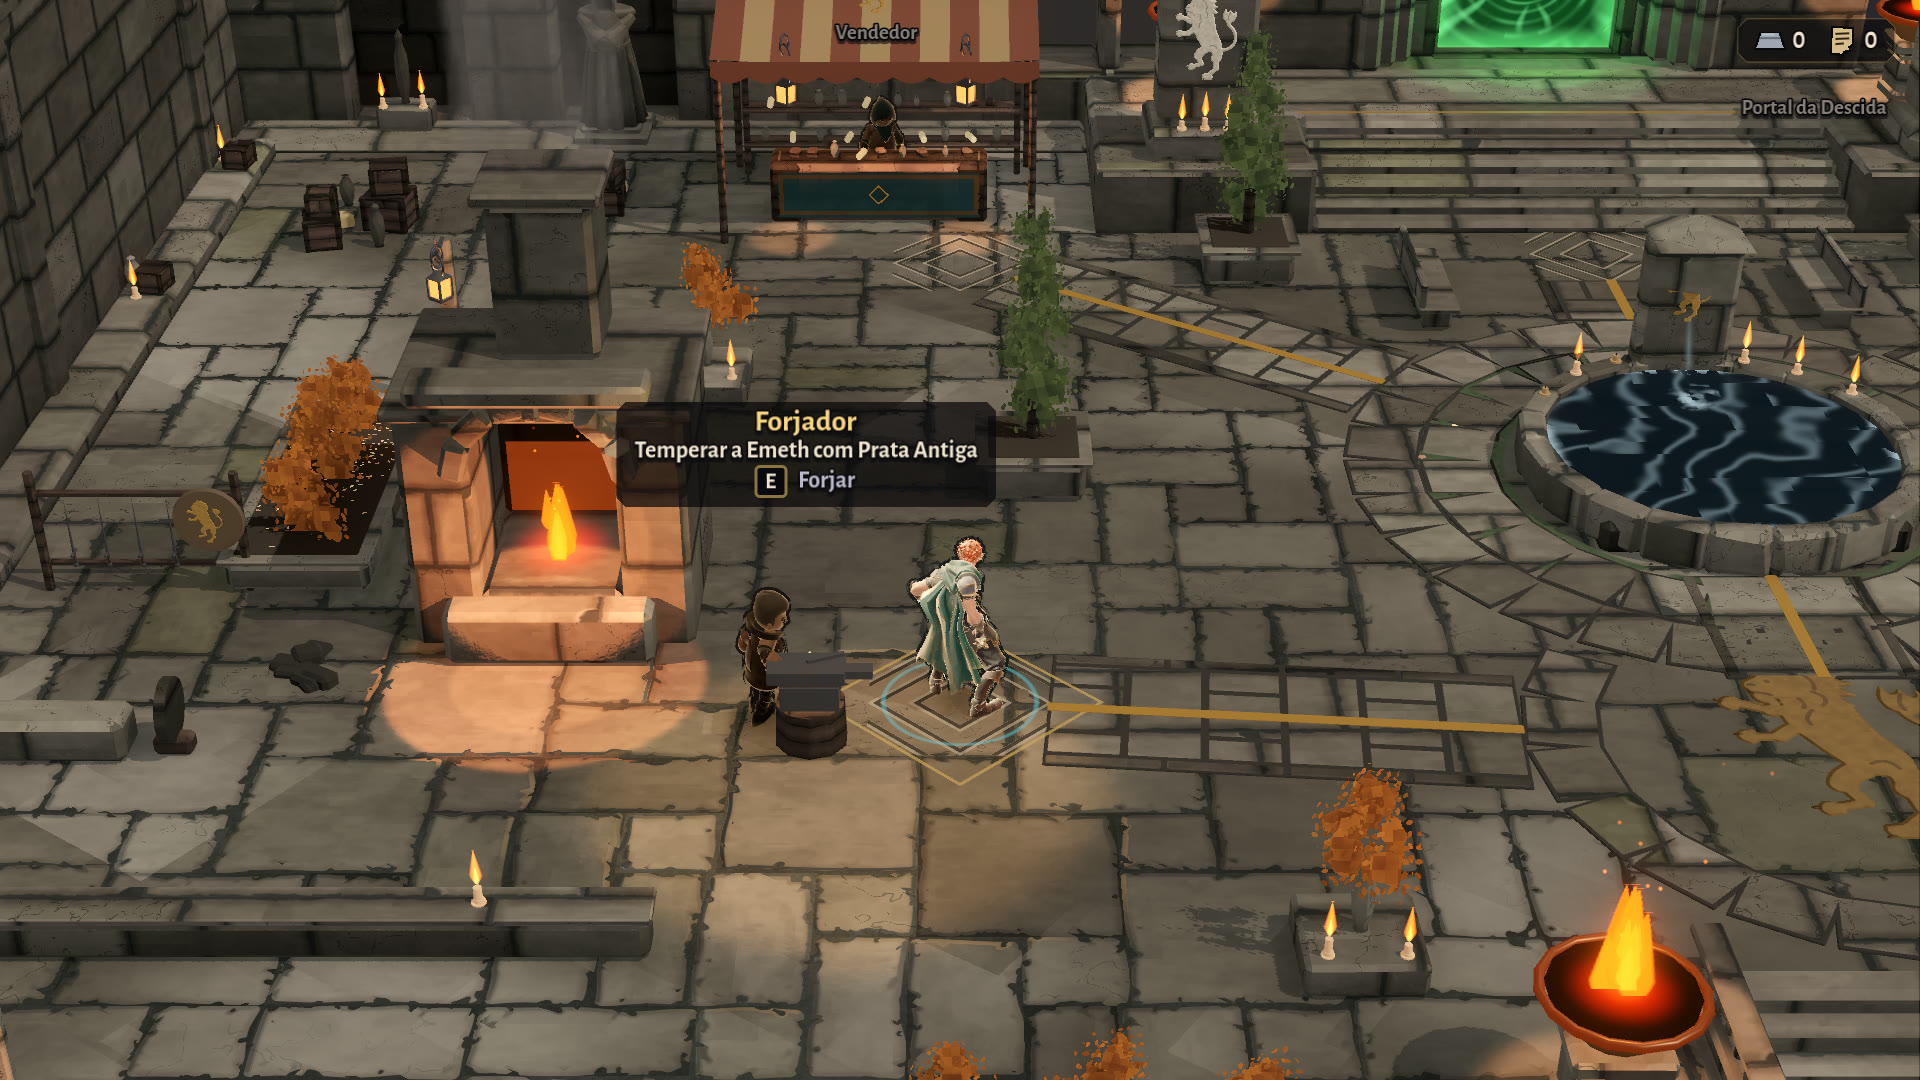 Vendedor
0 0
Portal da Descida
Forjador
Temperar a Emeth com Prata Antiga
E Forjar